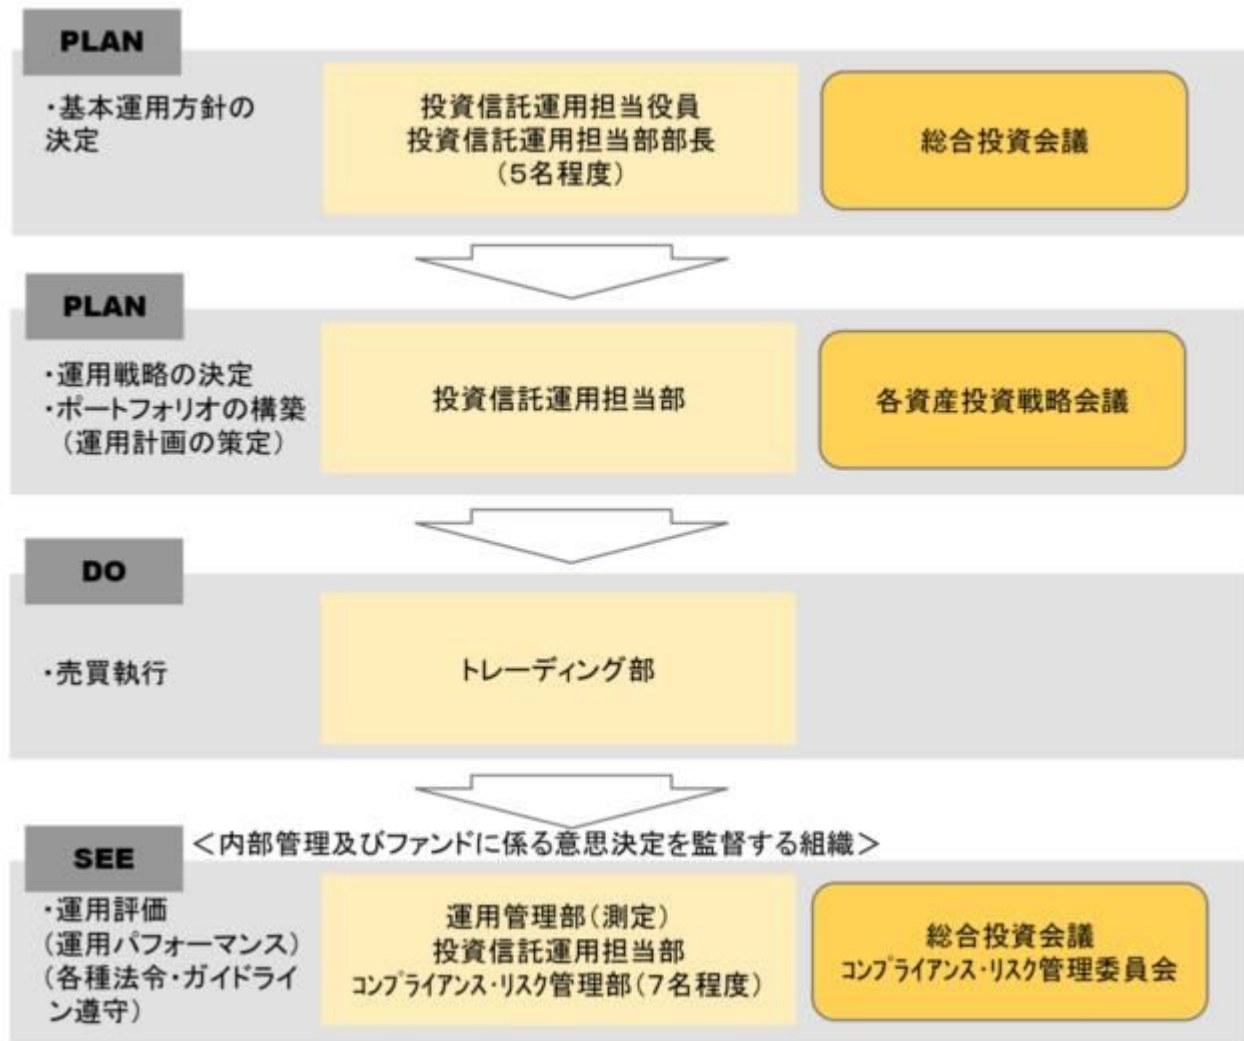 PLAN
・基本運用方針の
決定
投資信託運用担当役員
投資信託運用担当部部長
（5名程度）
総合投資会議
PLAN
・運用戦略の決定
・ポートフォリオの構築
（運用計画の策定）
投資信託運用担当部
各資産投資戦略会議
DO
・売買執行
トレーディング部
＜内部管理及びファンドに係る意思決定を監督する組織＞
SEE
・運用評価
（運用パフォーマンス）
（各種法令・ガイドライ
ン遵守）
運用管理部（測定）
投資信託運用担当部
ｺﾝﾌﾟﾗｲｱﾝｽ・ﾘｽｸ管理部（7名程度）
総合投資会議
ｺﾝﾌﾟﾗｲｱﾝｽ・ﾘｽｸ管理委員会